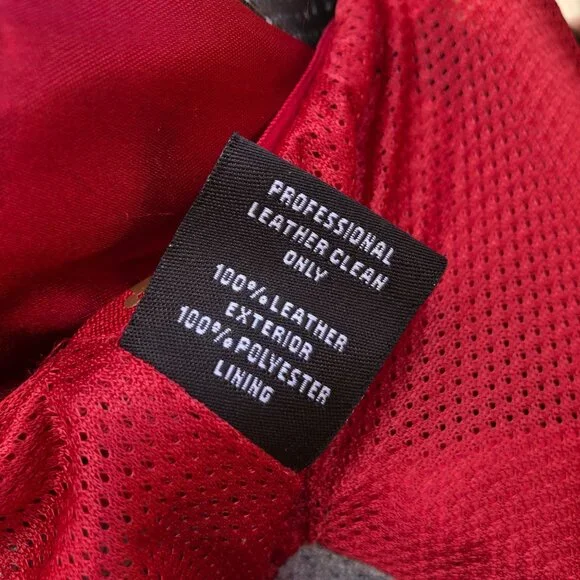 PROFESSIONAL
LEATHER CLEAN
ONLY
100% LEATHER
EXTERIOR
100% POLYESTER
LINING